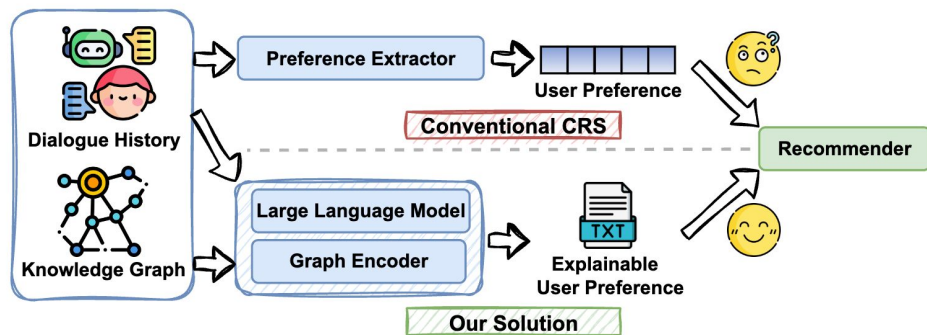 Dialogue History
Knowledge Graph
Preference Extractor
User Preference
Conventional CRS
Large Language Model
Graph Encoder
TXT
Explainable
User Preference
Our Solution
Recommender